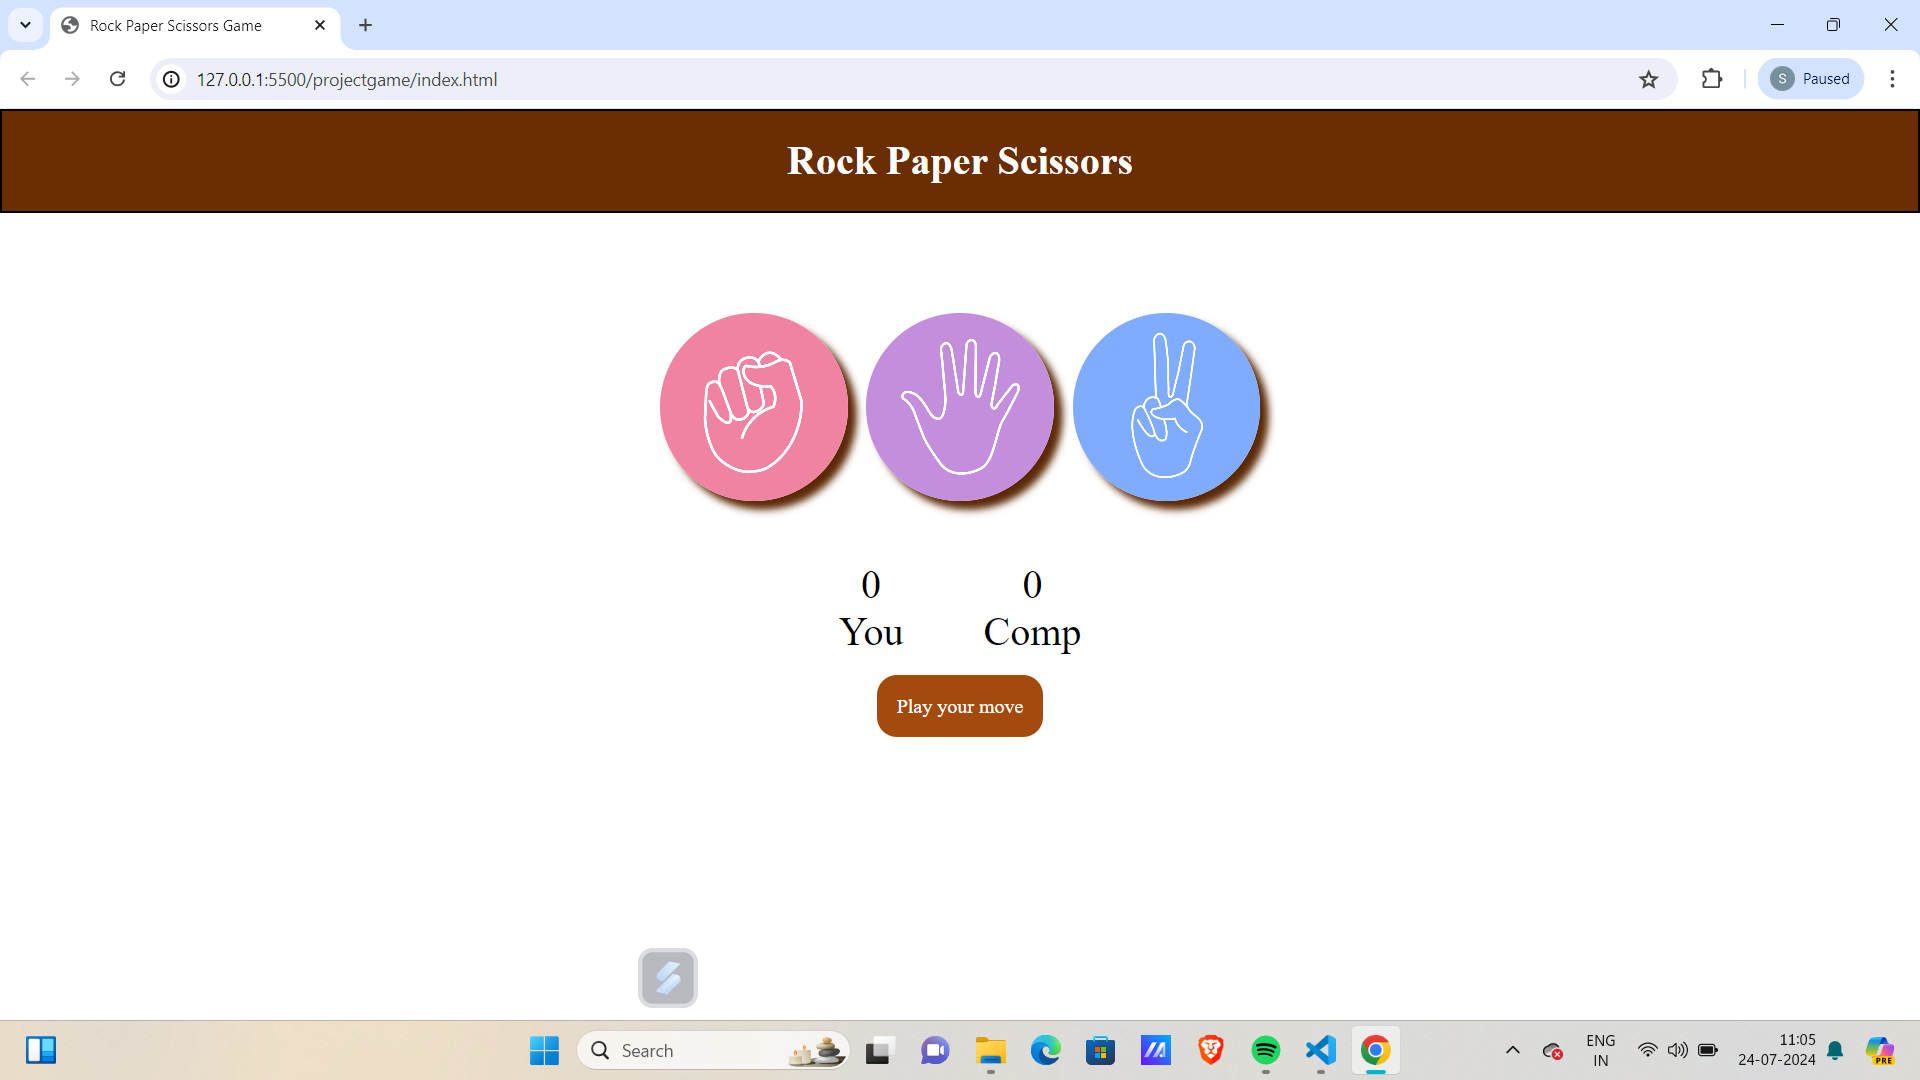 Rock Paper Scissors Game
127.0.0.1:5500/projectgame/index.html
S Paused
Rock Paper Scissors
0 0
You Comp
Play your move
Search
ENG
IN
11:05
24-07-2024
PRE